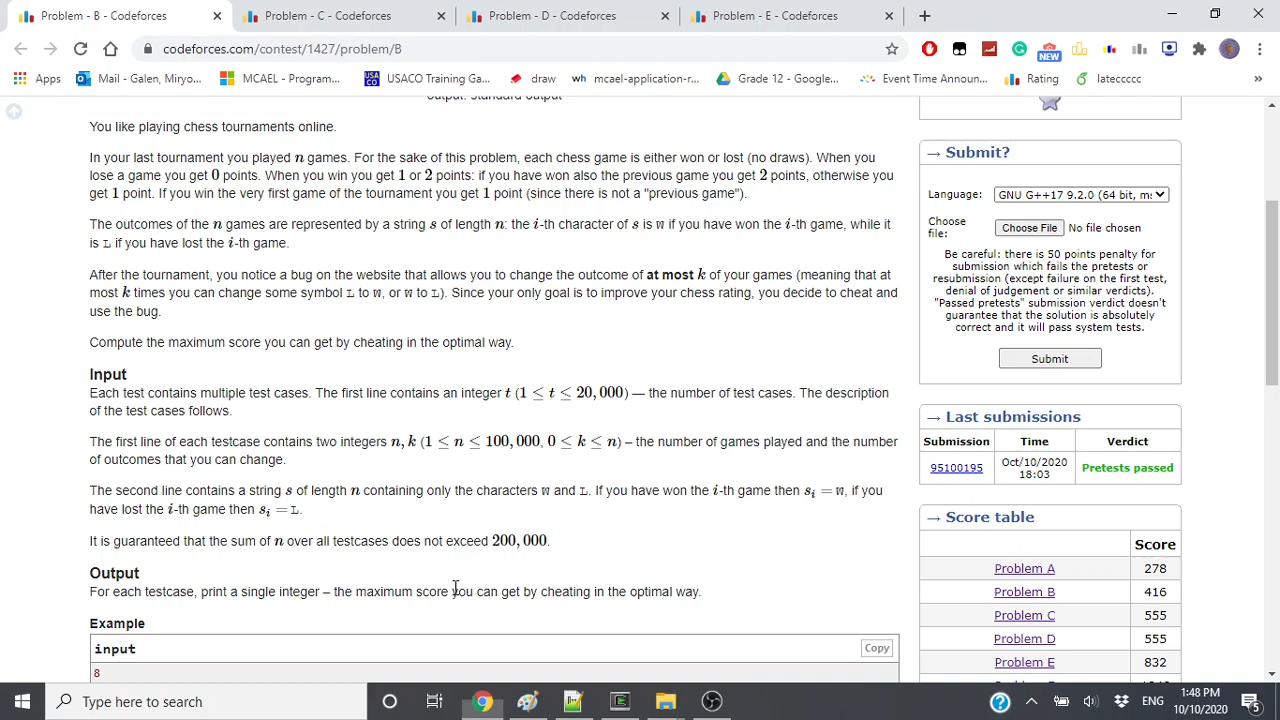 Problem - B - Codeforces
Problem - C - Codeforces
Problem - D - Codeforces
Problem - E - Codeforces
codeforces.com/contest/1427/problem/B
NEW
Apps
Mail - Galen, Miryo...
MCAEL - Program...
USACO Training Ga...
draw
wh mcael-application-r...
Grade 12 - Google...
Event Time Announ...
Rating
lateccccc
»
output: standard output
You like playing chess tournaments online.
In your last tournament you played n games. For the sake of this problem, each chess game is either won or lost (no draws). When you
lose a game you get 0 points. When you win you get 1 or 2 points: if you have won also the previous game you get 2 points, otherwise you
get 1 point. If you win the very first game of the tournament you get 1 point (since there is not a "previous game").
The outcomes of the n games are represented by a string s of length n: the i-th character of s is W if you have won the i-th game, while it
is L if you have lost the i-th game.
After the tournament, you notice a bug on the website that allows you to change the outcome of at most k of your games (meaning that at
most k times you can change some symbol L to W, or W to L). Since your only goal is to improve your chess rating, you decide to cheat and
use the bug.
Compute the maximum score you can get by cheating in the optimal way.
Input
Each test contains multiple test cases. The first line contains an integer t (1 ≤ t ≤ 20,000) — the number of test cases. The description
of the test cases follows.
The first line of each testcase contains two integers n, k (1 ≤ n ≤ 100,000, 0 ≤ k ≤ n) – the number of games played and the number
of outcomes that you can change.
The second line contains a string s of length n containing only the characters W and L. If you have won the i-th game then s_i = W, if you
have lost the i-th game then s_i = L.
It is guaranteed that the sum of n over all testcases does not exceed 200,000.
Output
For each testcase, print a single integer – the maximum score you can get by cheating in the optimal way.
Example
input
Copy
8
→ Submit?
Language: GNU G++17 9.2.0 (64 bit, ms
Choose
file:
Choose File No file chosen
Be careful: there is 50 points penalty for
submission which fails the pretests or
resubmission (except failure on the first test,
denial of judgement or similar verdicts).
"Passed pretests" submission verdict doesn't
guarantee that the solution is absolutely
correct and it will pass system tests.
Submit
→ Last submissions
Submission Time Verdict
95100195 Oct/10/2020 18:03 Pretests passed
→ Score table
Score
Problem A 278
Problem B 416
Problem C 555
Problem D 555
Problem E 832
Type here to search
ENG
1:48 PM
10/10/2020
5